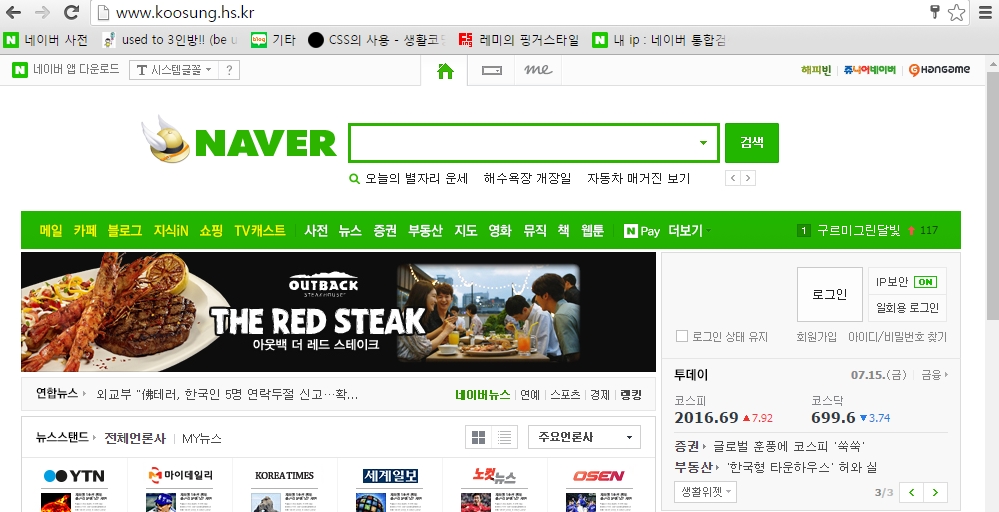 www.koosung.hs.kr
네이버 사전 used to 3인방!! (be u 기타 CSS의 사용 - 생활코딩 레미의 핑거스타일 내 ip : 네이버 통합검
네이버 앱 다운로드 T 시스템글꼴 ? me 해피빈 쥬니어네이버 HANGAME
NAVER 검색
오늘의 별자리 운세 해수욕장 개장일 자동차 매거진 보기
메일 카페 블로그 지식iN 쇼핑 TV캐스트 사전 뉴스 증권 부동산 지도 영화 뮤직 책 웹툰 N Pay 더보기 1 구르미그린달빛 117
OUTBACK
STEAKHOUSE
THE RED STEAK
아웃백 더 레드 스테이크
로그인 IP보안 ON
일회용 로그인
로그인 상태 유지 회원가입 아이디/비밀번호 찾기
투데이 07.15.(금) 금융
코스피 코스닥
2016.69 ▲7.92 699.6 ▼3.74
증권 글로벌 훈풍에 코스피 '쑥쑥'
부동산 '한국형 타운하우스' 허와 실
생활위젯 3/3
연합뉴스 외교부 "佛테러, 한국인 5명 연락두절 신고…확... 네이버뉴스 연예 스포츠 경제 랭킹
뉴스스탠드 전체언론사 MY뉴스 주요언론사
YTN 마이데일리 KOREA TIMES 세계일보 노컷뉴스 OSEN